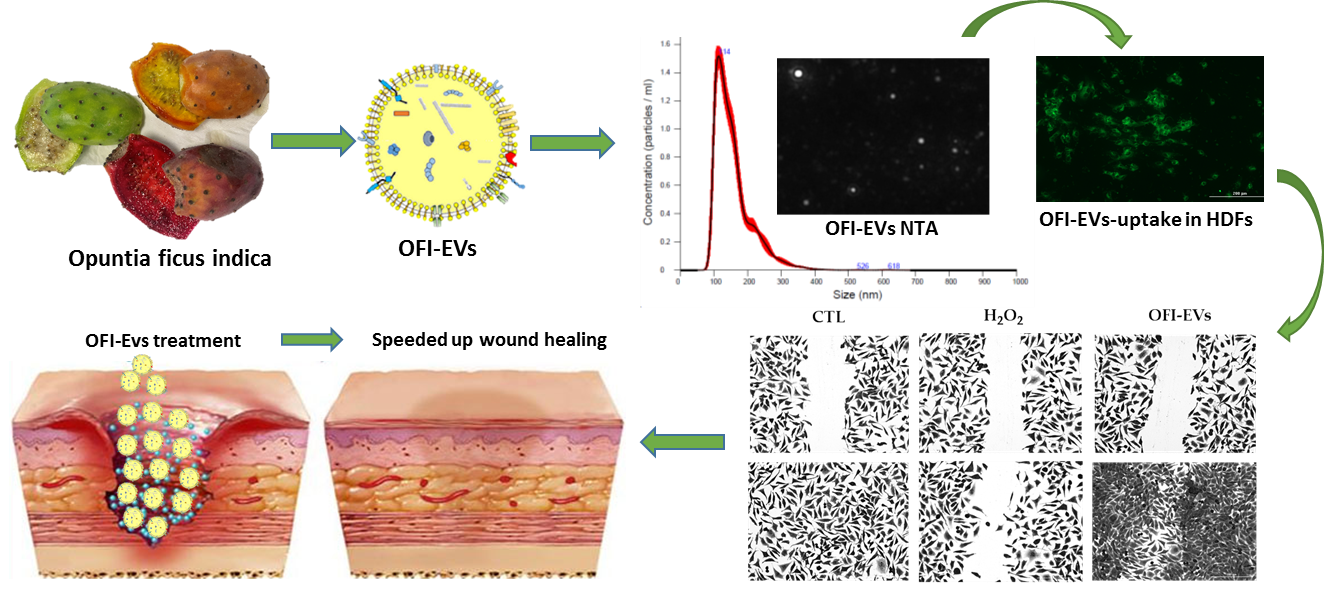 Opuntia ficus indica
OFI-EVs
Concentration (particles / ml)
1.6
1.4
1.2
1.0
0.8
0.6
0.4
0.2
0
526
618
0
100
200
300
400
500
600
700
800
900
1000
Size (nm)
OFI-EVs NTA
200 µm
OFI-EVs-uptake in HDFs
CTL
H₂O₂
OFI-EVs
OFI-Evs treatment
Speeded up wound healing